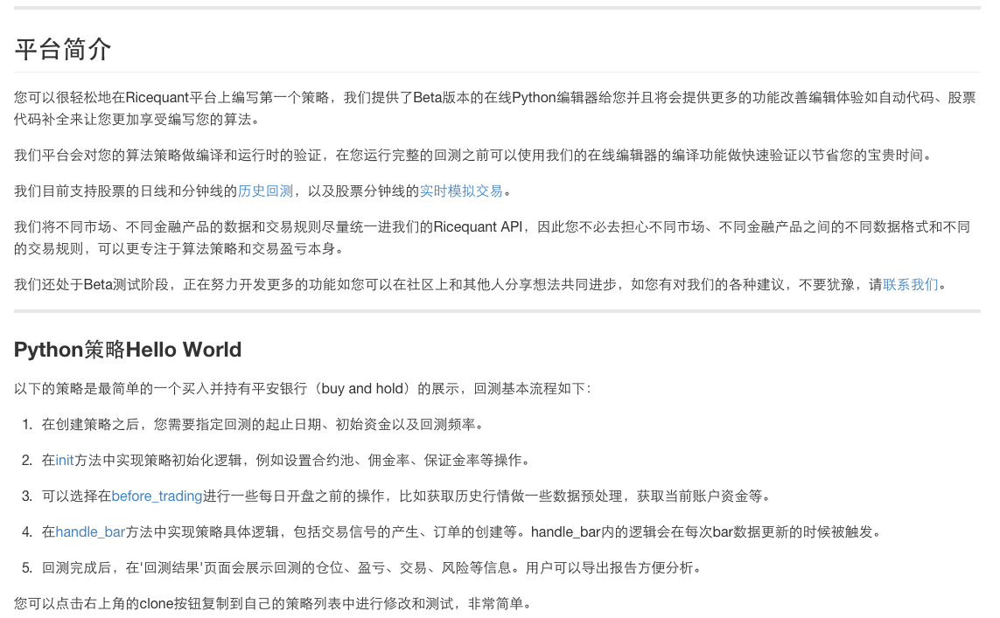 平台简介
您可以很轻松地在Ricequant平台上编写第一个策略，我们提供了Beta版本的在线Python编辑器给您并且将会提供更多的功能改善编辑体验如自动代码、股票
代码补全来让您更加享受编写您的算法。
我们平台会对您的算法策略做编译和运行时的验证，在您运行完整的回测之前可以使用我们的在线编辑器的编译功能做快速验证以节省您的宝贵时间。
我们目前支持股票的日线和分钟线的历史回测，以及股票分钟线的实时模拟交易。
我们将不同市场、不同金融产品的数据和交易规则尽量统一进我们的Ricequant API，因此您不必去担心不同市场、不同金融产品之间的不同数据格式和不同
的交易规则，可以更专注于算法策略和交易盈亏本身。
我们还处于Beta测试阶段，正在努力开发更多的功能如您可以在社区上和其他人分享想法共同进步，如您有对我们的各种建议，不要犹豫，请联系我们。
Python策略Hello World
以下的策略是最简单的一个买入并持有平安银行（buy and hold）的展示，回测基本流程如下：
1. 在创建策略之后，您需要指定回测的起止日期、初始资金以及回测频率。
2. 在init方法中实现策略初始化逻辑，例如设置合约池、佣金率、保证金率等操作。
3. 可以选择在before_trading进行一些每日开盘之前的操作，比如获取历史行情做一些数据预处理，获取当前账户资金等。
4. 在handle_bar方法中实现策略具体逻辑，包括交易信号的产生、订单的创建等。handle_bar内的逻辑会在每次bar数据更新的时候被触发。
5. 回测完成后，在'回测结果'页面会展示回测的仓位、盈亏、交易、风险等信息。用户可以导出报告方便分析。
您可以点击右上角的clone按钮复制到自己的策略列表中进行修改和测试，非常简单。